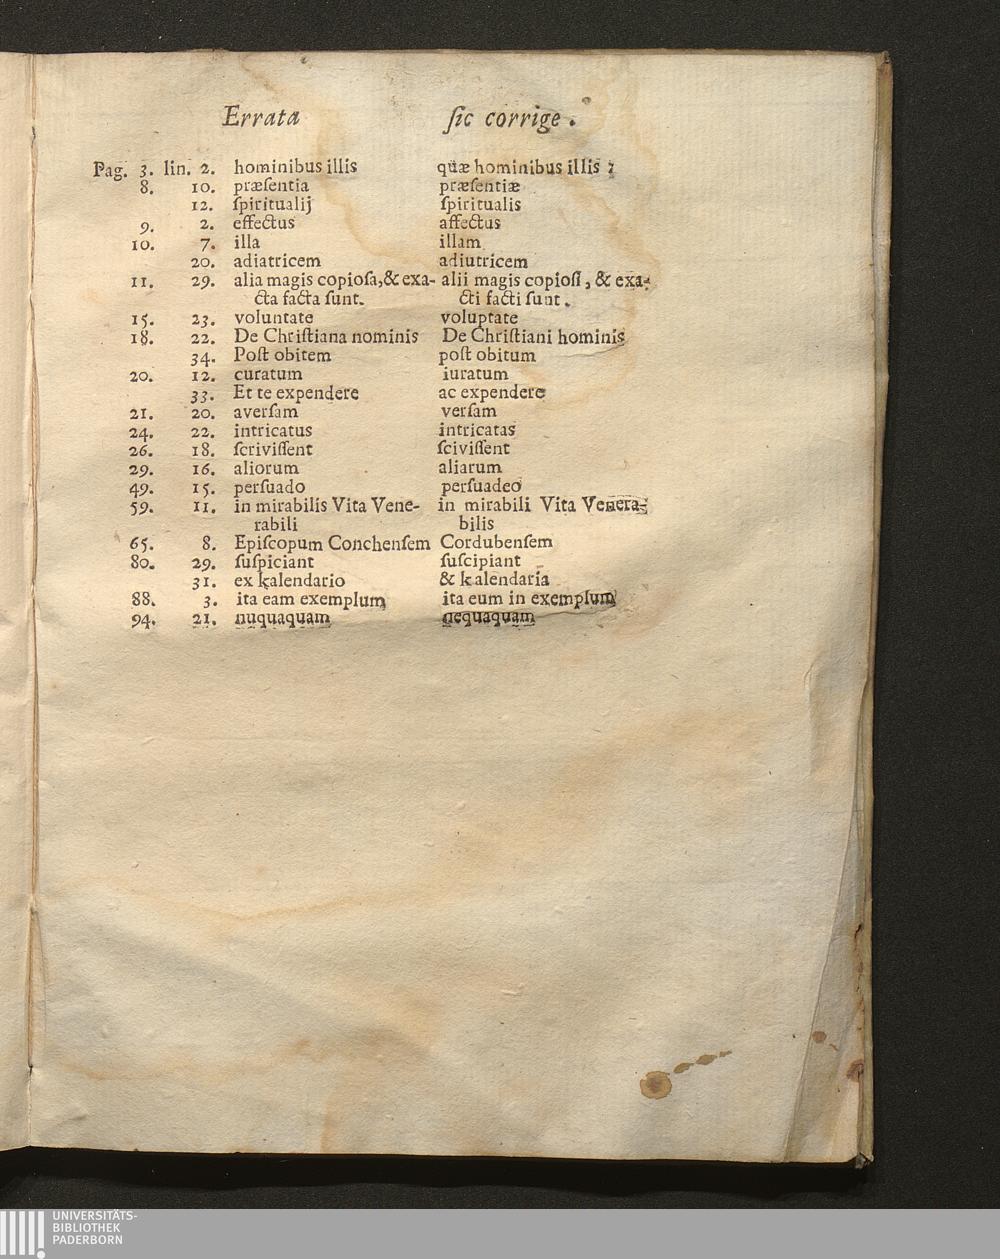 Errata ſic corrige.
Pag. 3. lin. 2. hominibus illis quæ hominibus illis ;
8. 10. præſentia præſentiæ
12. ſpiritualij ſpiritualis
9. 2. effectus affectus
10. 7. illa illam
20. adiatricem adiutricem
11. 29. alia magis copioſa,& exa- alii magis copioſi, & exa-
cta facta ſunt. cti facti ſunt.
15. 23. voluntate voluptate
18. 22. De Chriſtiana nominis De Chriſtiani hominis
34. Poſt obitem poſt obitum
20. 12. curatum iuratum
33. Et te expendere ac expendere
21. 20. averſam verſam
24. 22. intricatus intricatas
26. 18. ſcriviſſent ſciviſſent
29. 16. aliorum aliarum
49. 15. perſuado perſuadeo
59. 11. in mirabilis Vita Vene- in mirabili Vita Venera-
rabili bilis
65. 8. Epiſcopum Conchenſem Cordubenſem
80. 29. ſuſpiciant ſuſcipiant
31. ex kalendario & kalendaria
88. 3. ita eam exemplum ita eum in exemplum
94. 21. nuquaquam nequaquam
UNIVERSITÄTS-
BIBLIOTHEK
PADERBORN